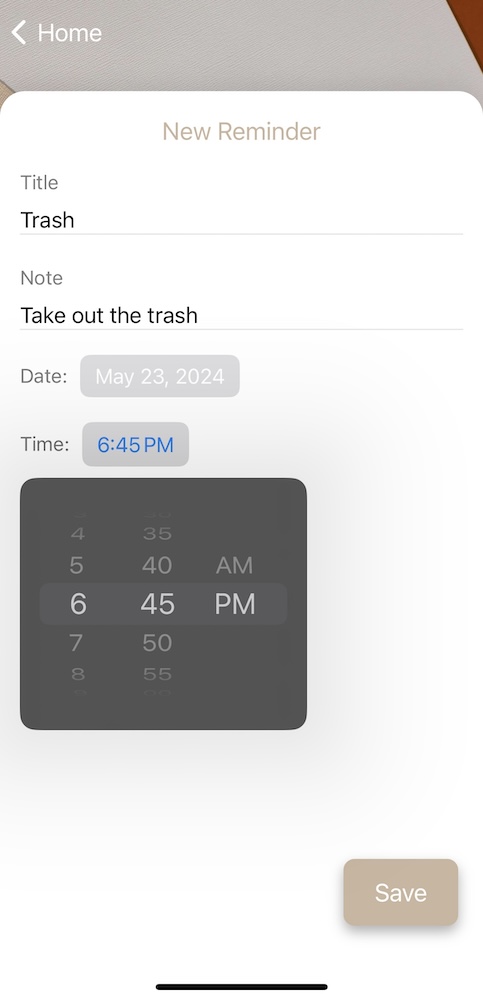 Home
New Reminder
Title
Trash
Note
Take out the trash
Date: May 23, 2024
Time: 6:45 PM
4 35
5 40 AM
6 45 PM
7 50
8 55